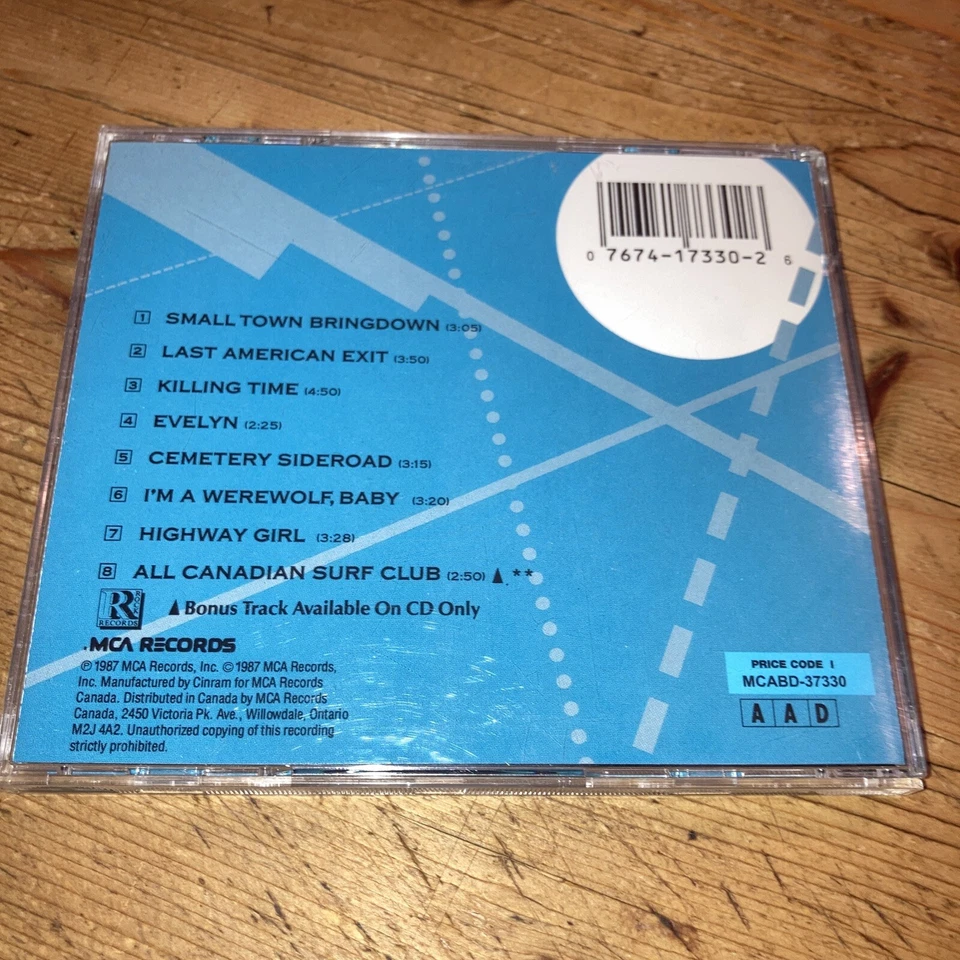 0 7674-17330-2 6
1 SMALL TOWN BRINGDOWN (3:05)
2 LAST AMERICAN EXIT (3:50)
3 KILLING TIME (4:50)
4 EVELYN (2:25)
5 CEMETERY SIDEROAD (3:15)
6 I'M A WEREWOLF, BABY (3:20)
7 HIGHWAY GIRL (3:28)
8 ALL CANADIAN SURF CLUB (2:50) ▲.**
▲Bonus Track Available On CD Only
R
ROCK
RECORDS
MCA RECORDS
℗ 1987 MCA Records, Inc. © 1987 MCA Records,
Inc. Manufactured by Cinram for MCA Records
Canada. Distributed in Canada by MCA Records
Canada, 2450 Victoria Pk. Ave., Willowdale, Ontario
M2J 4A2. Unauthorized copying of this recording
strictly prohibited.
PRICE CODE I
MCABD-37330
A A D